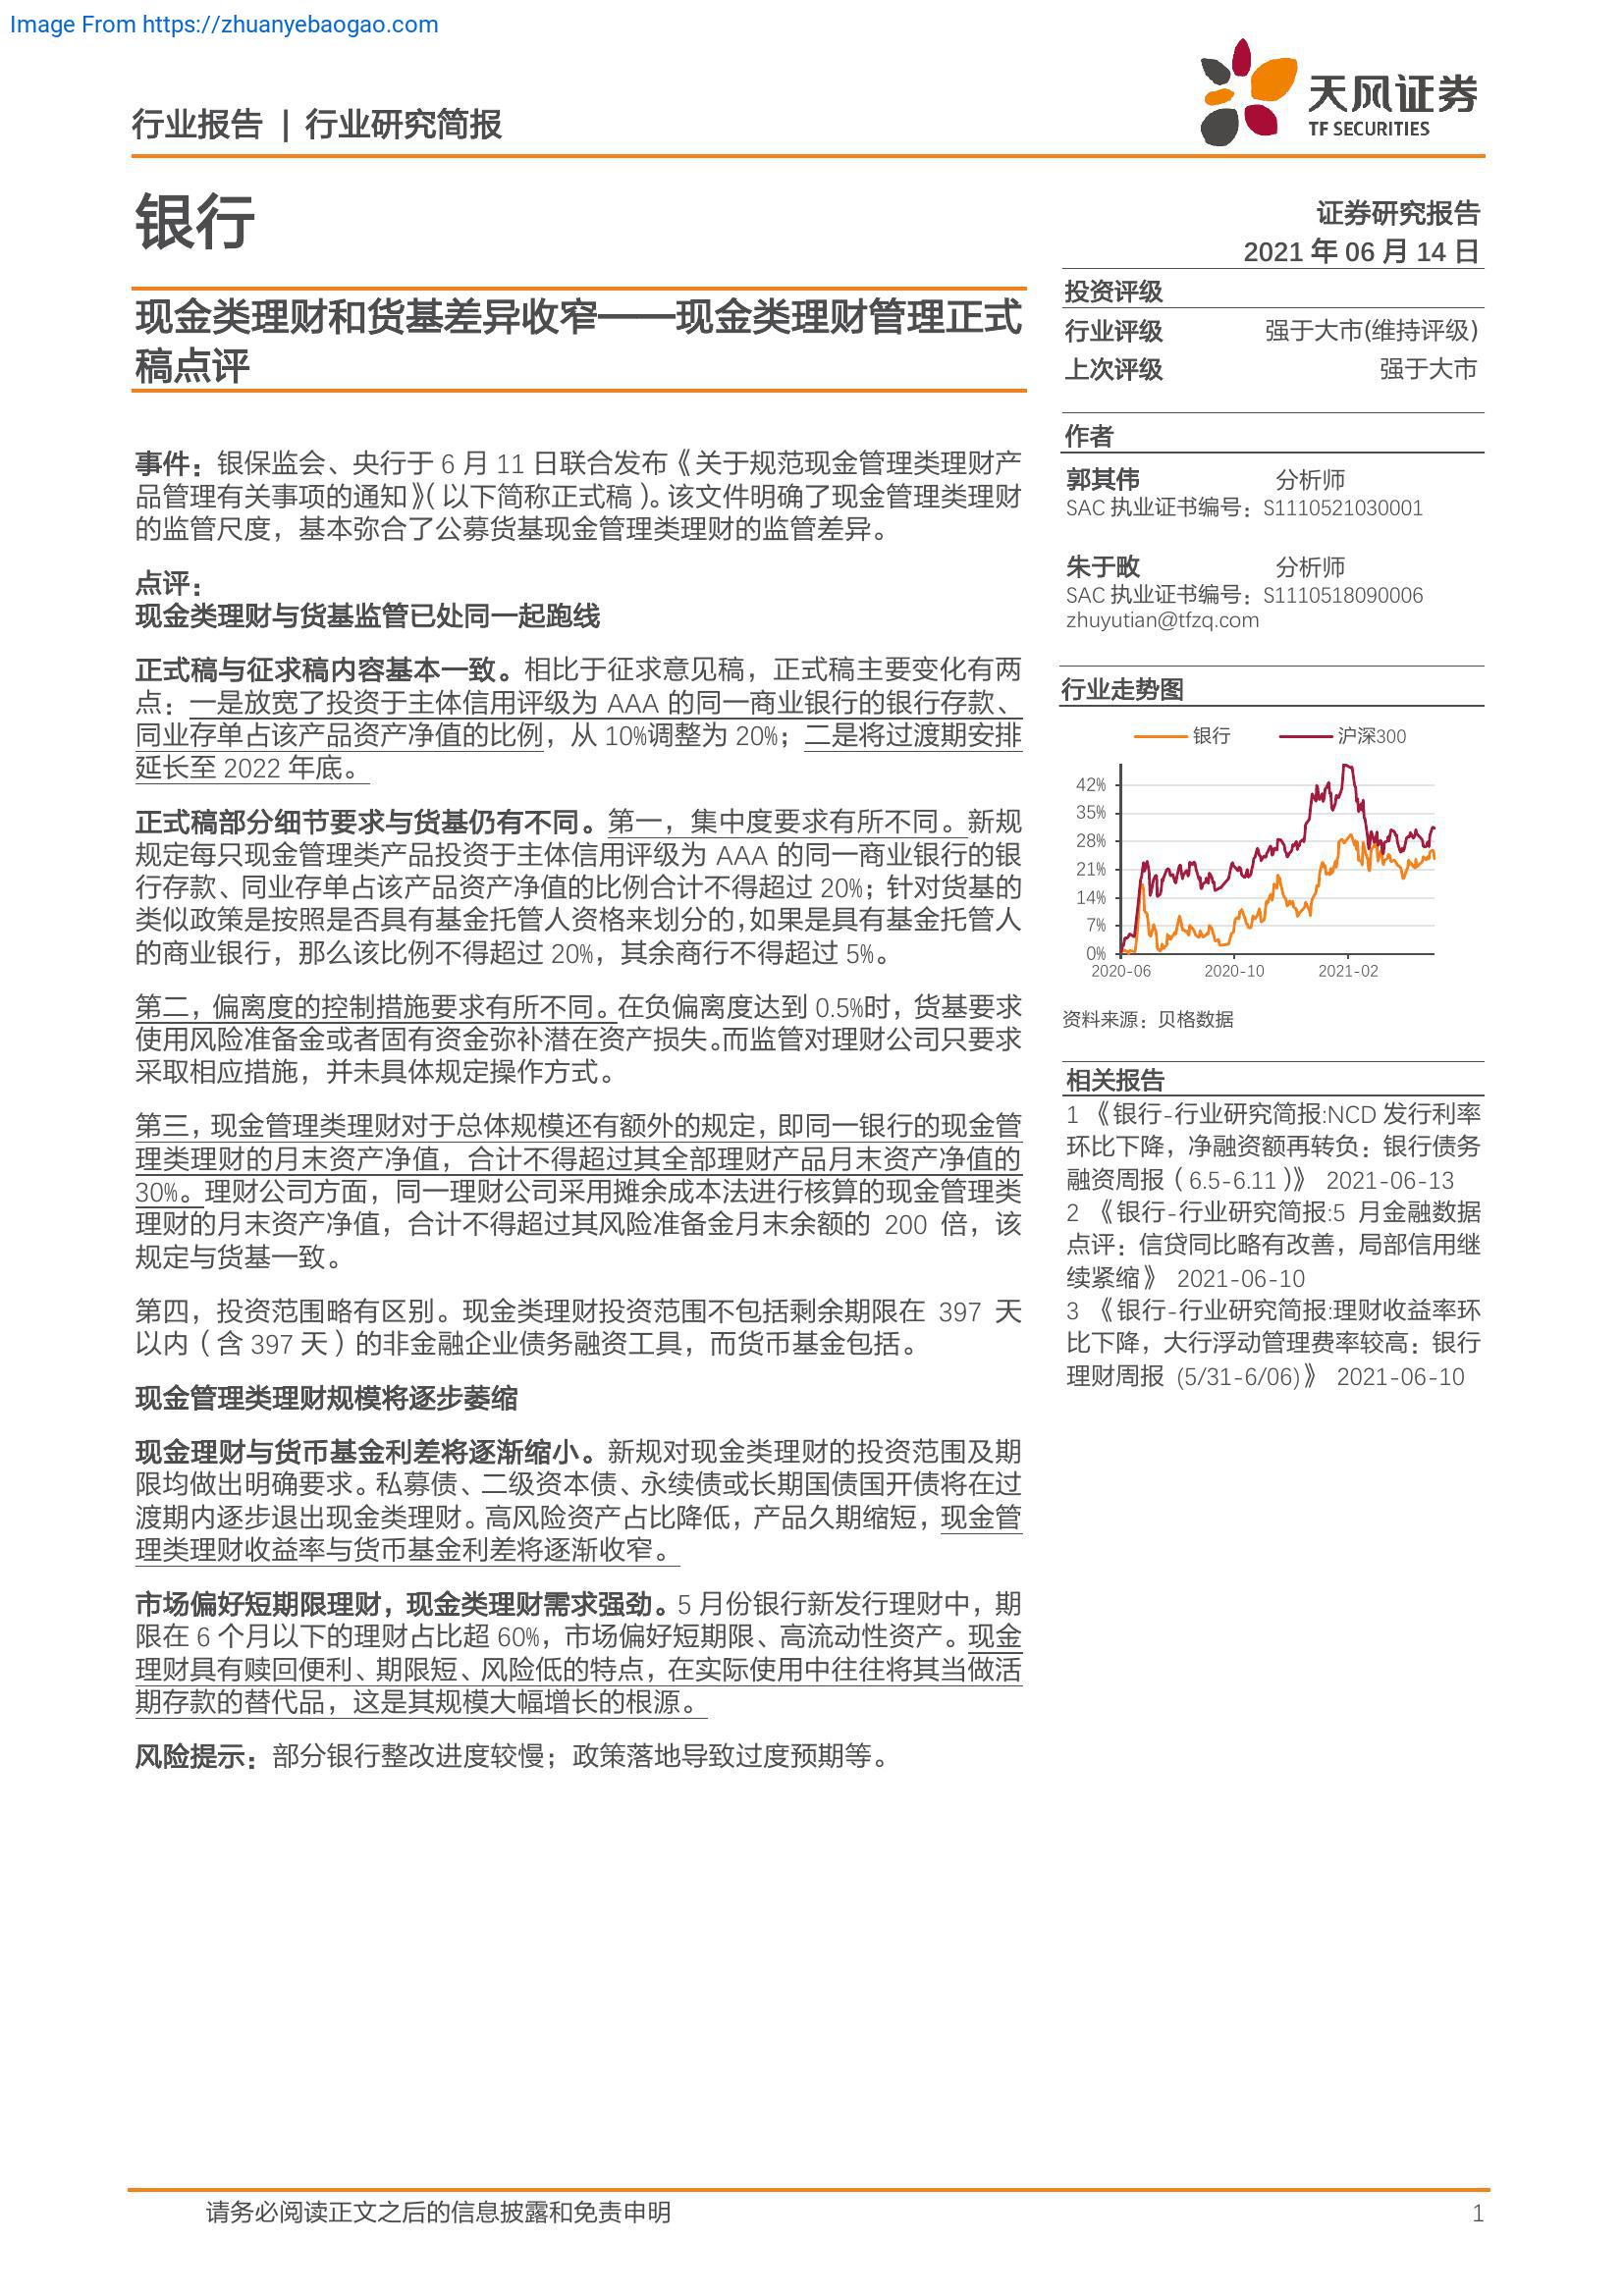 Image From https://zhuanyebaogao.com
行业报告 | 行业研究简报
天风证券
TF SECURITIES
银行
证券研究报告
2021 年 06 月 14 日
现金类理财和货基差异收窄——现金类理财管理正式
稿点评
事件：银保监会、央行于 6 月 11 日联合发布《关于规范现金管理类理财产
品管理有关事项的通知》（以下简称正式稿）。该文件明确了现金管理类理财
的监管尺度，基本弥合了公募货基现金管理类理财的监管差异。
点评：
现金类理财与货基监管已处同一起跑线
正式稿与征求稿内容基本一致。相比于征求意见稿，正式稿主要变化有两
点：一是放宽了投资于主体信用评级为 AAA 的同一商业银行的银行存款、
同业存单占该产品资产净值的比例，从 10%调整为 20%；二是将过渡期安排
延长至 2022 年底。
正式稿部分细节要求与货基仍有不同。第一，集中度要求有所不同。新规
规定每只现金管理类产品投资于主体信用评级为 AAA 的同一商业银行的银
行存款、同业存单占该产品资产净值的比例合计不得超过 20%；针对货基的
类似政策是按照是否具有基金托管人资格来划分的，如果是具有基金托管人
的商业银行，那么该比例不得超过 20%，其余商行不得超过 5%。
第二，偏离度的控制措施要求有所不同。在负偏离度达到 0.5%时，货基要求
使用风险准备金或者固有资金弥补潜在资产损失。而监管对理财公司只要求
采取相应措施，并未具体规定操作方式。
第三，现金管理类理财对于总体规模还有额外的规定，即同一银行的现金管
理类理财的月末资产净值，合计不得超过其全部理财产品月末资产净值的
30%。理财公司方面，同一理财公司采用摊余成本法进行核算的现金管理类
理财的月末资产净值，合计不得超过其风险准备金月末余额的 200 倍，该
规定与货基一致。
第四，投资范围略有区别。现金类理财投资范围不包括剩余期限在 397 天
以内（含 397 天）的非金融企业债务融资工具，而货币基金包括。
现金管理类理财规模将逐步萎缩
现金理财与货币基金利差将逐渐缩小。新规对现金类理财的投资范围及期
限均做出明确要求。私募债、二级资本债、永续债或长期国债国开债将在过
渡期内逐步退出现金类理财。高风险资产占比降低，产品久期缩短，现金管
理类理财收益率与货币基金利差将逐渐收窄。
市场偏好短期限理财，现金类理财需求强劲。5 月份银行新发行理财中，期
限在 6 个月以下的理财占比超 60%，市场偏好短期限、高流动性资产。现金
理财具有赎回便利、期限短、风险低的特点，在实际使用中往往将其当做活
期存款的替代品，这是其规模大幅增长的根源。
风险提示：部分银行整改进度较慢；政策落地导致过度预期等。
投资评级
行业评级 强于大市(维持评级)
上次评级 强于大市
作者
郭其伟 分析师
SAC 执业证书编号：S1110521030001
朱于畋 分析师
SAC 执业证书编号：S1110518090006
zhuyutian@tfzq.com
行业走势图
银行 沪深300
42%
35%
28%
21%
14%
7%
0%
2020-06 2020-10 2021-02
资料来源：贝格数据
相关报告
1 《银行-行业研究简报:NCD 发行利率
环比下降，净融资额再转负：银行债务
融资周报（6.5-6.11）》 2021-06-13
2 《银行-行业研究简报:5 月金融数据
点评：信贷同比略有改善，局部信用继
续紧缩》 2021-06-10
3 《银行-行业研究简报:理财收益率环
比下降，大行浮动管理费率较高：银行
理财周报 (5/31-6/06)》 2021-06-10
请务必阅读正文之后的信息披露和免责申明 1